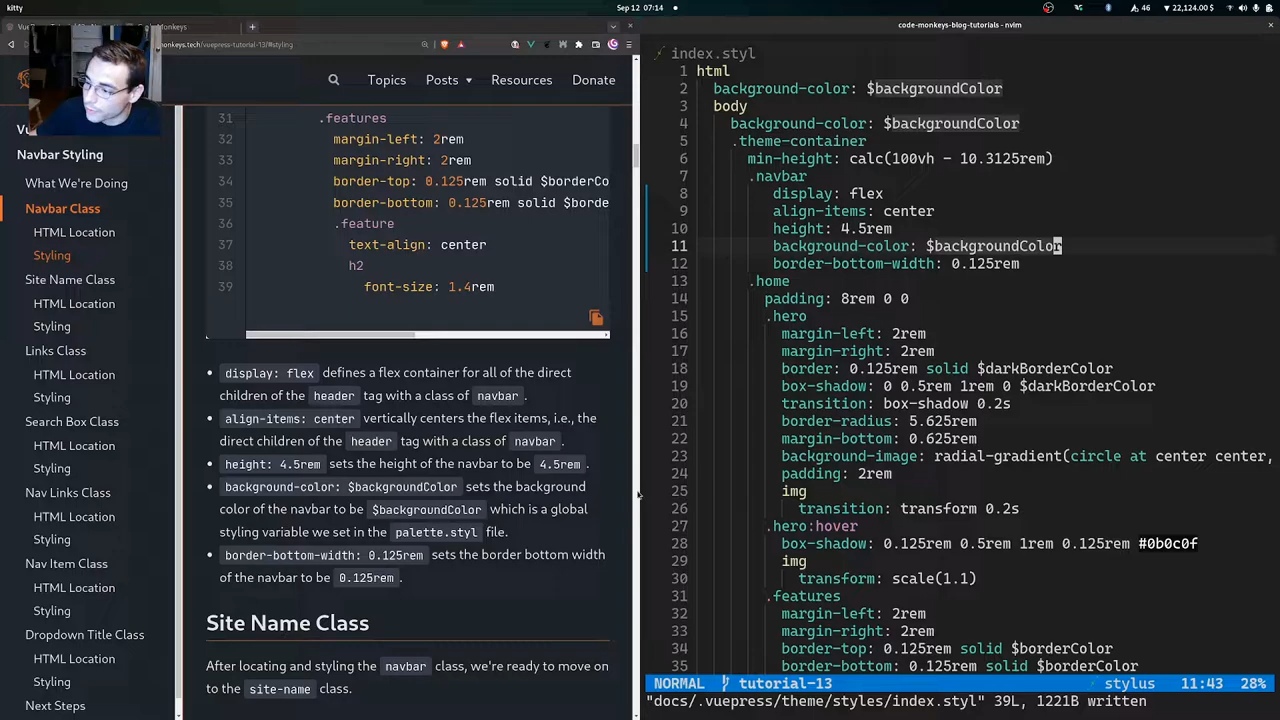 kitty
Sep 12 07:14
46
22,124.00 $
code-monkeys-blog-tutorials - nvim
monkeys.tech/vuepress-tutorial-13/#styling
Topics
Posts
Resources
Donate
Navbar Styling
What We're Doing
Navbar Class
HTML Location
Styling
Site Name Class
HTML Location
Styling
Links Class
HTML Location
Styling
Search Box Class
HTML Location
Styling
Nav Links Class
HTML Location
Styling
Nav Item Class
HTML Location
Styling
Dropdown Title Class
HTML Location
Styling
Next Steps
31 .features
32 margin-left: 2rem
33 margin-right: 2rem
34 border-top: 0.125rem solid $borderCo
35 border-bottom: 0.125rem solid $borde
36 .feature
37 text-align: center
38 h2
39 font-size: 1.4rem
display: flex defines a flex container for all of the direct
children of the header tag with a class of navbar.
align-items: center vertically centers the flex items, i.e., the
direct children of the header tag with a class of navbar.
height: 4.5rem sets the height of the navbar to be 4.5rem.
background-color: $backgroundColor sets the background
color of the navbar to be $backgroundColor which is a global
styling variable we set in the palette.styl file.
border-bottom-width: 0.125rem sets the border bottom width
of the navbar to be 0.125rem.
Site Name Class
After locating and styling the navbar class, we're ready to move on
to the site-name class.
index.styl
1 html
2 background-color: $backgroundColor
3 body
4 background-color: $backgroundColor
5 .theme-container
6 min-height: calc(100vh - 10.3125rem)
7 .navbar
8 display: flex
9 align-items: center
10 height: 4.5rem
11 background-color: $backgroundColor
12 border-bottom-width: 0.125rem
13 .home
14 padding: 8rem 0 0
15 .hero
16 margin-left: 2rem
17 margin-right: 2rem
18 border: 0.125rem solid $darkBorderColor
19 box-shadow: 0 0.5rem 1rem 0 $darkBorderColor
20 transition: box-shadow 0.2s
21 border-radius: 5.625rem
22 margin-bottom: 0.625rem
23 background-image: radial-gradient(circle at center center,
24 padding: 2rem
25 img
26 transition: transform 0.2s
27 .hero:hover
28 box-shadow: 0.125rem 0.5rem 1rem 0.125rem #0b0c0f
29 img
30 transform: scale(1.1)
31 .features
32 margin-left: 2rem
33 margin-right: 2rem
34 border-top: 0.125rem solid $borderColor
35 border-bottom: 0.125rem solid $borderColor
NORMAL tutorial-13 stylus 11:43 28%
"docs/.vuepress/theme/styles/index.styl" 39L, 1221B written